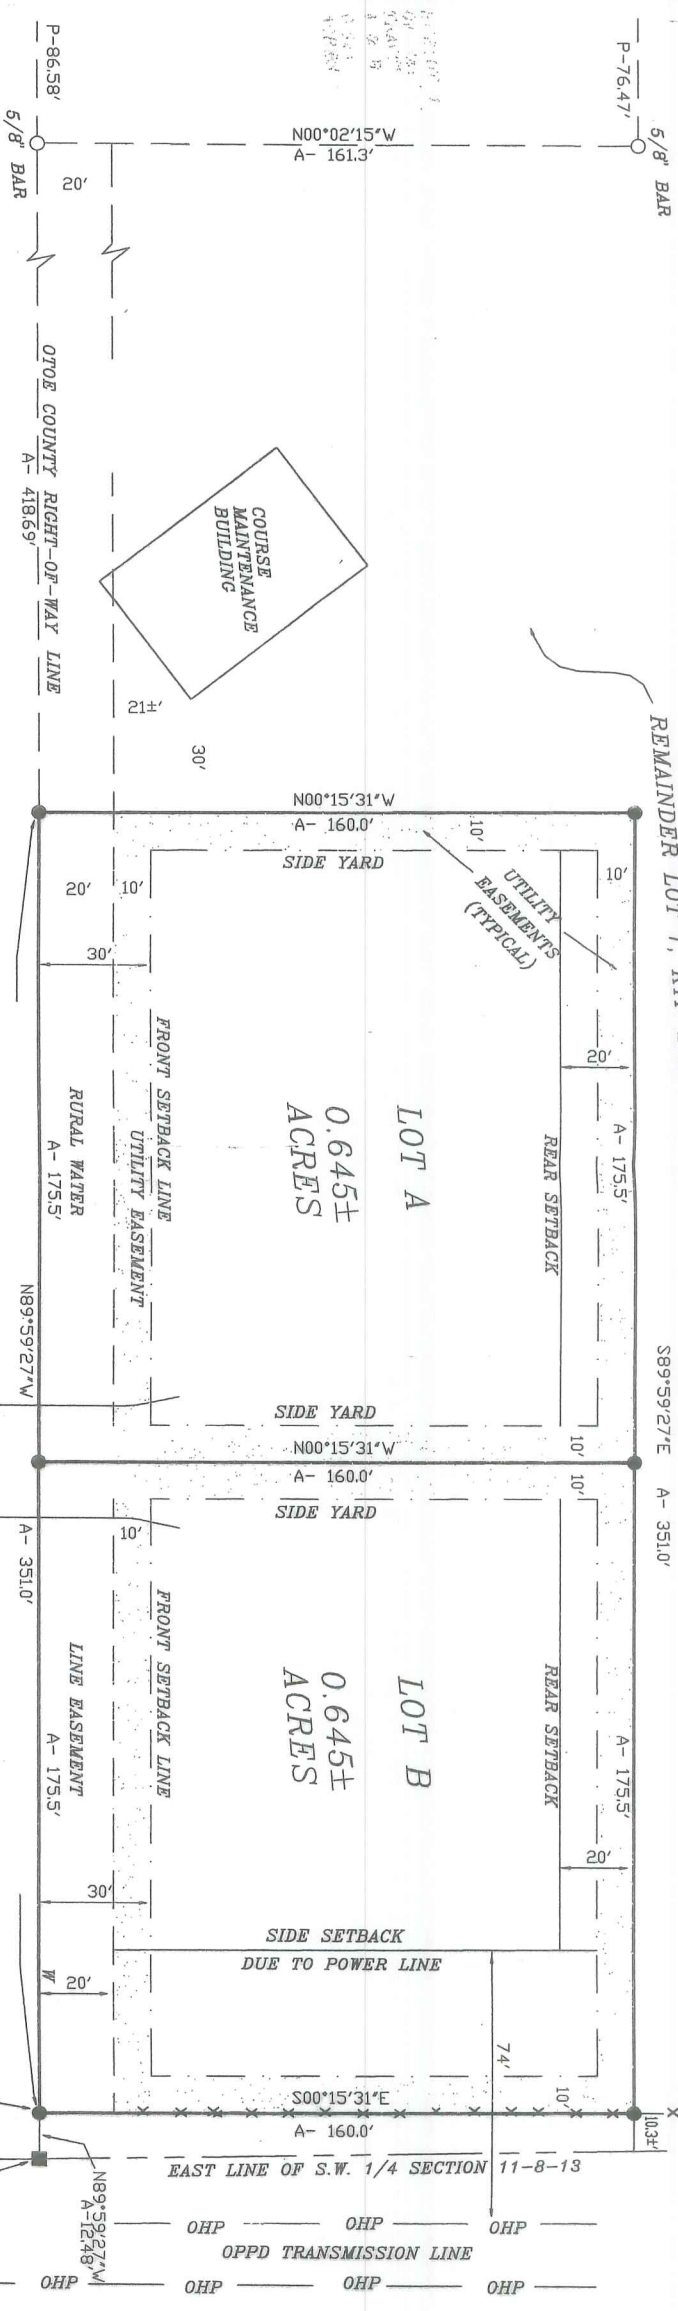 P-86.58'
P-76.47'
5/8" BAR
5/8" BAR
N00°02'15"W
A- 161.3'
20'
OTOE COUNTY RIGHT-OF-WAY LINE
A- 418.69'
COURSE
MAINTENANCE
BUILDING
21±'
30'
REMAINDER LOT
N00°15'31"W
A- 160.0'
10'
SIDE YARD
10'
UTILITY
EASEMENTS
(TYPICAL)
20'
10'
30'
20'
FRONT SETBACK LINE
UTILITY EASEMENT
RURAL WATER
A- 175.5'
LOT A
0.645±
ACRES
REAR SETBACK
A- 175.5'
N89°59'27"W
A- 351.0'
S89°59'27"E
A- 351.0'
SIDE YARD
10'
N00°15'31"W
A- 160.0'
10'
SIDE YARD
10'
FRONT SETBACK LINE
LINE EASEMENT
A- 175.5'
LOT B
0.645±
ACRES
REAR SETBACK
A- 175.5'
20'
30'
SIDE SETBACK
DUE TO POWER LINE
W 20'
74'
10'
S00°15'31"E
A- 160.0'
10.3±'
EAST LINE OF S.W. 1/4 SECTION 11-8-13
N89°59'27"W
A-12.48'
OHP OHP OHP
OPPD TRANSMISSION LINE
OHP OHP OHP OHP